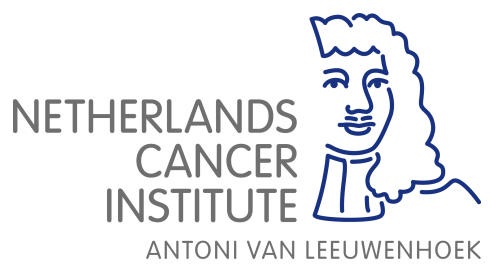 NETHERLANDS
CANCER
INSTITUTE
ANTONI VAN LEEUWENHOEK